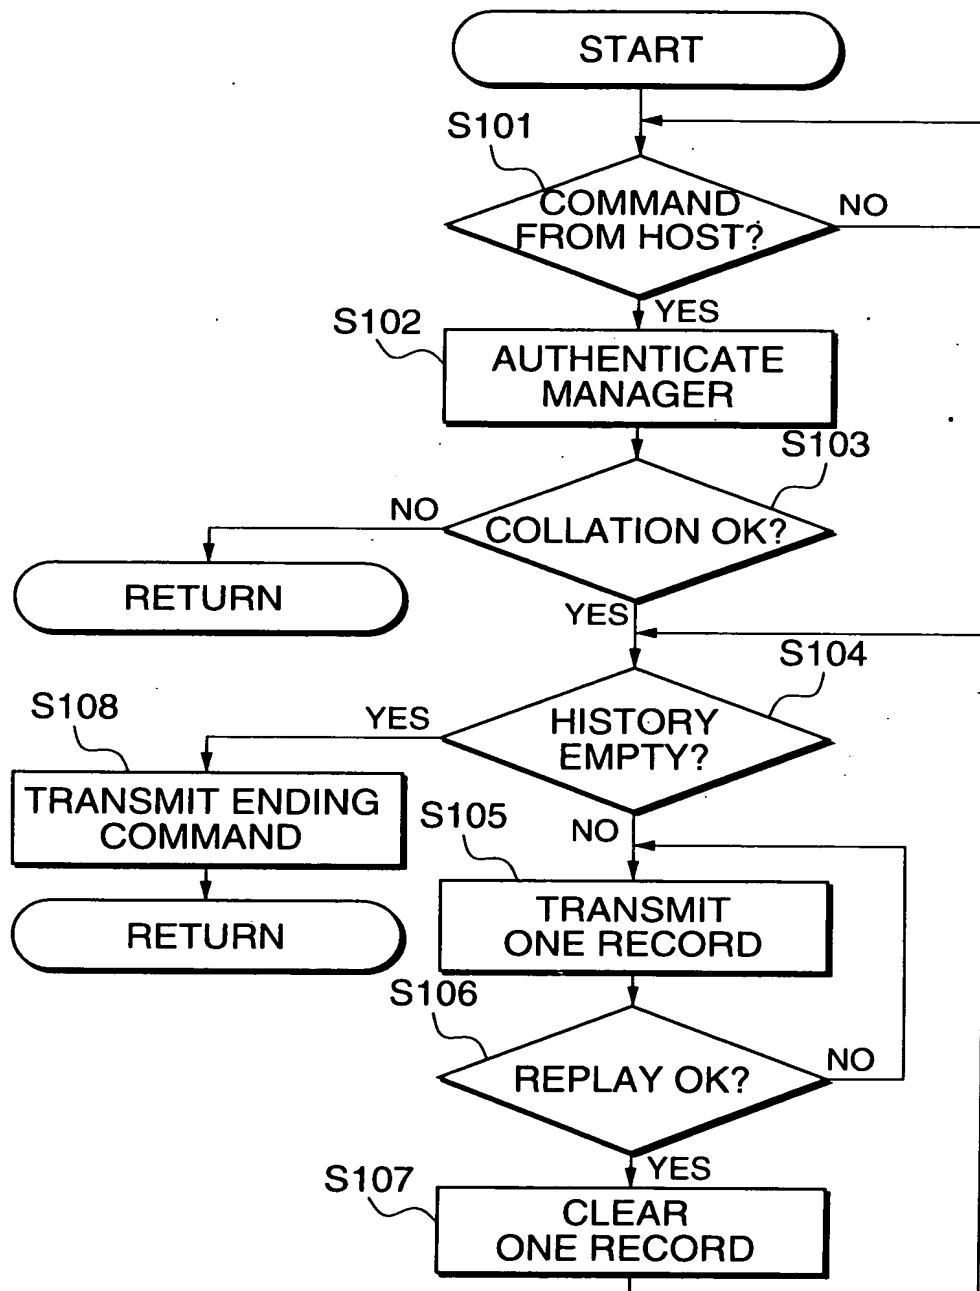 START
S101
COMMAND
FROM HOST?
NO
YES
S102
AUTHENTICATE
MANAGER
S103
NO
COLLATION OK?
RETURN
YES
S104
S108
YES
HISTORY
EMPTY?
TRANSMIT ENDING
COMMAND
S105
NO
TRANSMIT
ONE RECORD
RETURN
S106
REPLAY OK?
NO
YES
S107
CLEAR
ONE RECORD